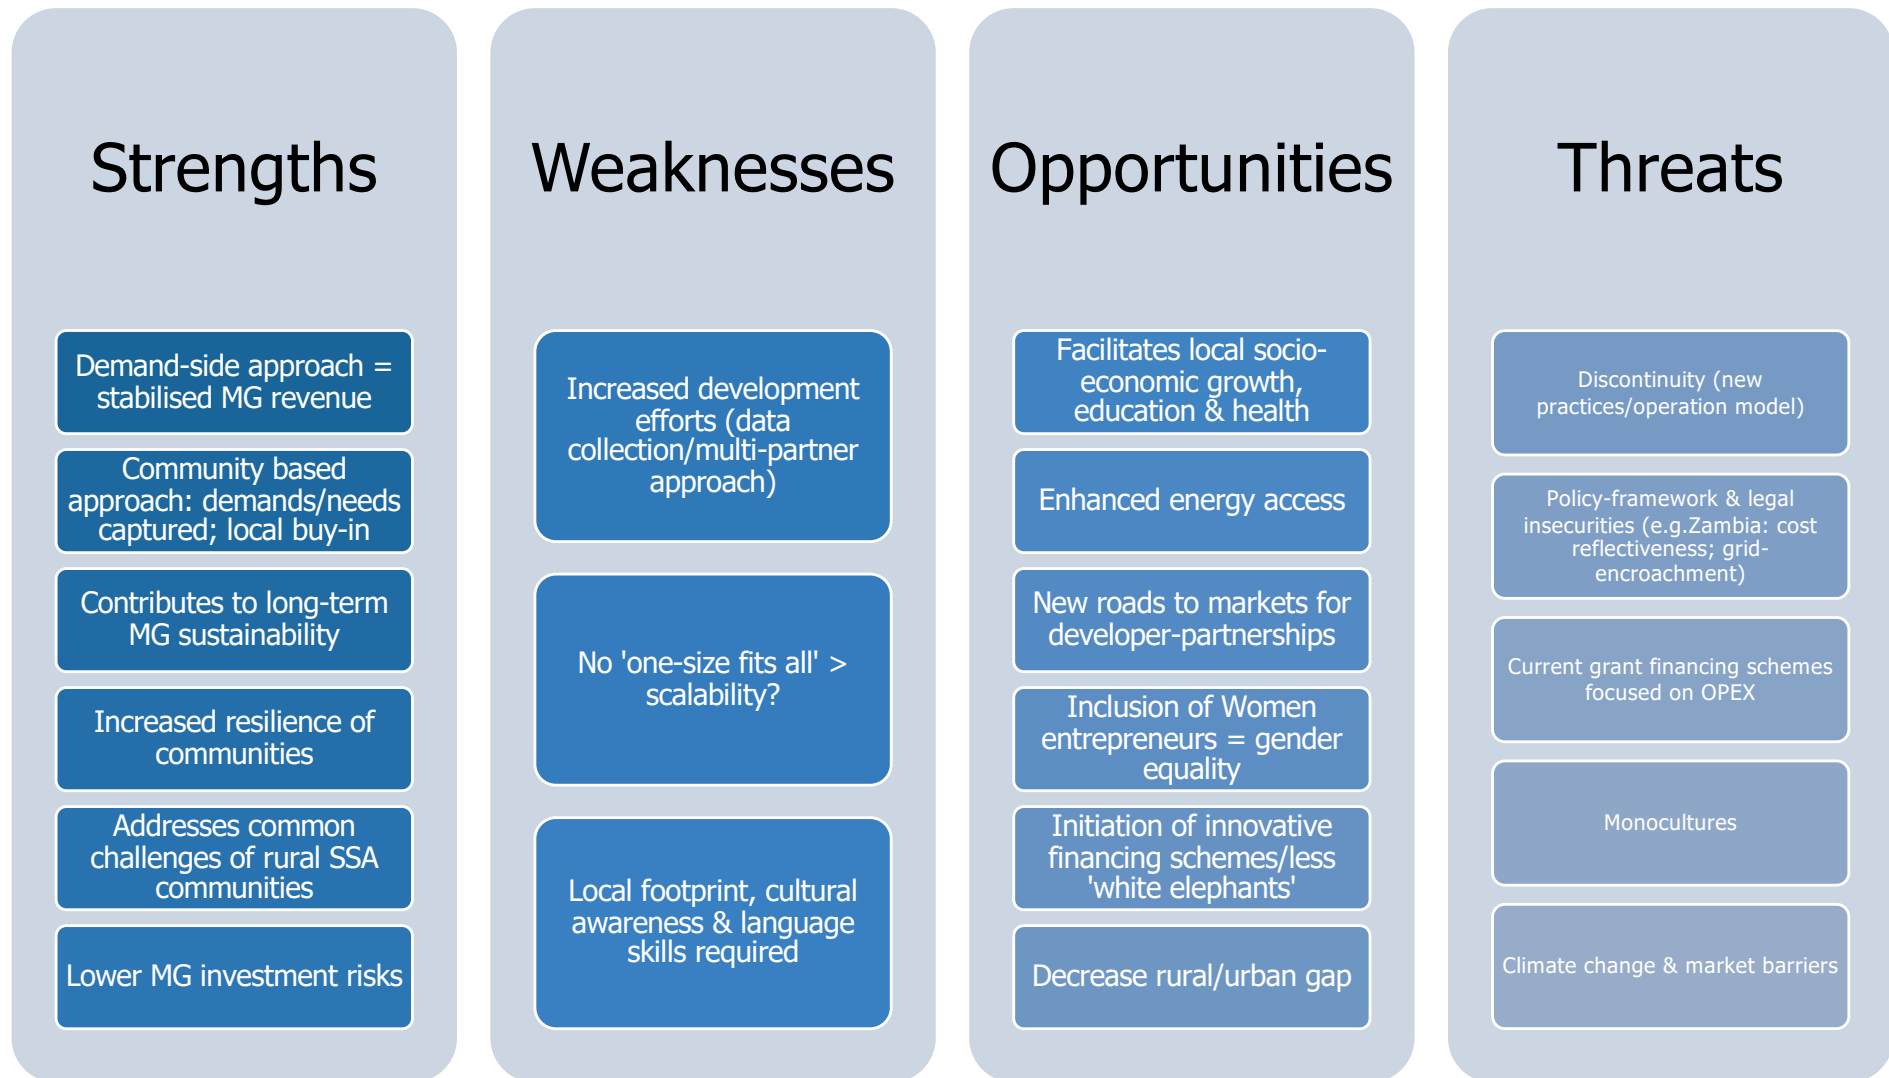 Strengths
Demand-side approach =
stabilised MG revenue
Community based
approach: demands/needs
captured; local buy-in
Contributes to long-term
MG sustainability
Increased resilience of
communities
Addresses common
challenges of rural SSA
communities
Lower MG investment risks
Weaknesses
Increased development
efforts (data
collection/multi-partner
approach)
No 'one-size fits all' >
scalability?
Local footprint, cultural
awareness & language
skills required
Opportunities
Facilitates local socio-
economic growth,
education & health
Enhanced energy access
New roads to markets for
developer-partnerships
Inclusion of Women
entrepreneurs = gender
equality
Initiation of innovative
financing schemes/less
'white elephants'
Decrease rural/urban gap
Threats
Discontinuity (new
practices/operation model)
Policy-framework & legal
insecurities (e.g.Zambia: cost
reflectiveness; grid-
encroachment)
Current grant financing schemes
focused on OPEX
Monocultures
Climate change & market barriers